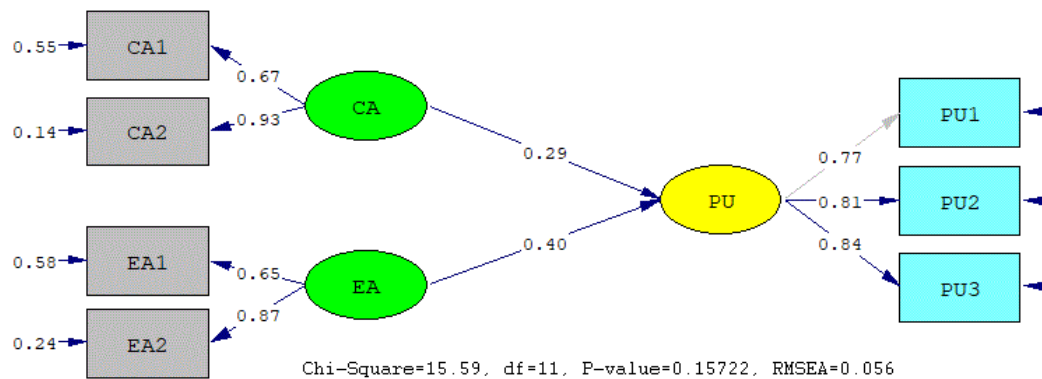 0.55 CA1
0.67
CA
0.14 CA2
0.93
0.29
0.58 EA1
0.65
EA
0.24 EA2
0.87
0.40
PU
0.77
PU1
0.81
PU2
0.84
PU3
Chi-Square=15.59, df=11, P-value=0.15722, RMSEA=0.056